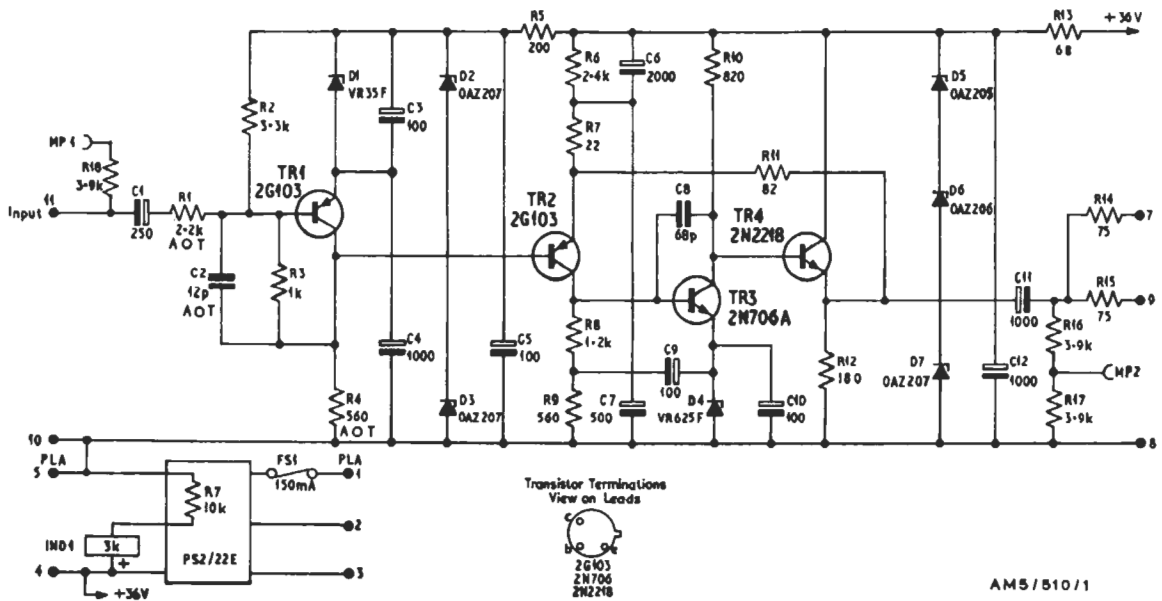 R5
200
R13
68
+36V
D1
VR35F
D2
OAZ207
R6
2·4k
C6
2000
R10
820
D5
OAZ205
R2
3·3k
C3
100
MP1
R18
3·9k
R7
22
R11
82
TR1
2G103
Input
11
C1
250
R1
2·2k
AOT
TR2
2G103
C8
68p
TR4
2N2218
D6
OAZ206
R14
75
7
C2
12p
AOT
R3
1k
TR3
2N706A
C11
1000
R15
75
9
C4
1000
C5
100
R8
1·2k
C9
100
R12
180
D7
OAZ207
C12
1000
R16
3·9k
MP2
R4
560
AOT
D3
OAZ207
R9
560
C7
500
D4
VR625F
C10
100
R17
3·9k
10
8
PLA
5
FS1
150mA
PLA
1
R7
10k
2
IND1
3k
+
PS2/22E
4
3
+36V
Transistor Terminations
View on Leads
c
b
e
2G103
2N706
2N2218
AM5/510/1